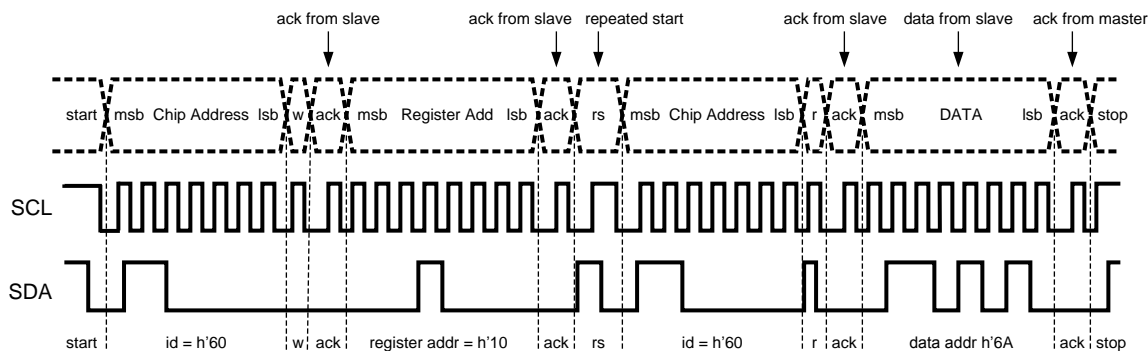 ack from slave ack from slave repeated start ack from slave data from slave ack from master
start msb Chip Address lsb w ack msb Register Add lsb ack rs msb Chip Address lsb r ack msb DATA lsb ack stop
SCL
SDA
start id = h'60 w ack register addr = h'10 ack rs id = h'60 r ack data addr h'6A ack stop